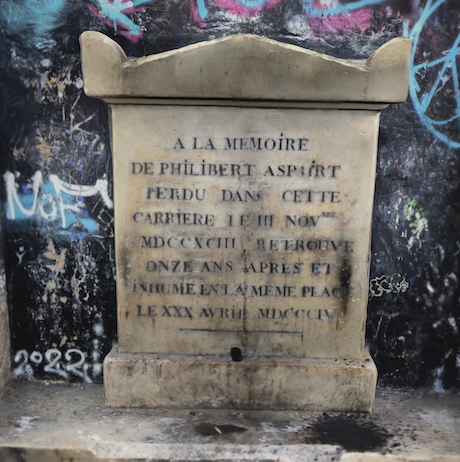 A LA MEMOIRE
DE PHILIBERT ASPAIRT
PERDU DANS CETTE
CARRIERE LE III NOV^BRE
MDCCXCIII RETROUVE
ONZE ANS APRES ET
INHUME EN LA MEME PLACE
LE XXX AVRIL MDCCCIV
2022